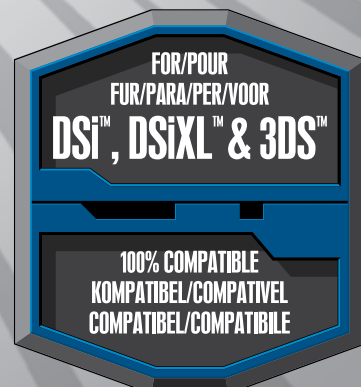 FOR/POUR
FUR/PARA/PER/VOOR
DSi™, DSiXL™ & 3DS™
100% COMPATIBLE
KOMPATIBEL/COMPATIVEL
COMPATIBEL/COMPATIBILE